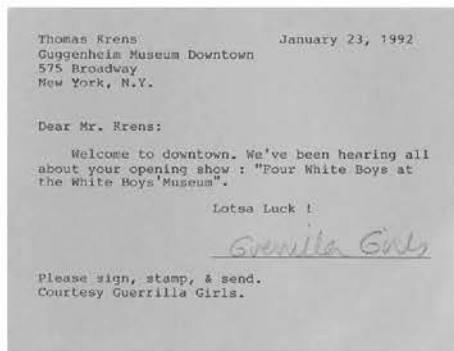 Thomas Krens January 23, 1992
Guggenheim Museum Downtown
575 Broadway
New York, N.Y.
Dear Mr. Krens:
Welcome to downtown. We've been hearing all
about your opening show : "Four White Boys at
the White Boys'Museum".
Lotsa Luck !
Guerrilla Girls
Please sign, stamp, & send.
Courtesy Guerrilla Girls.